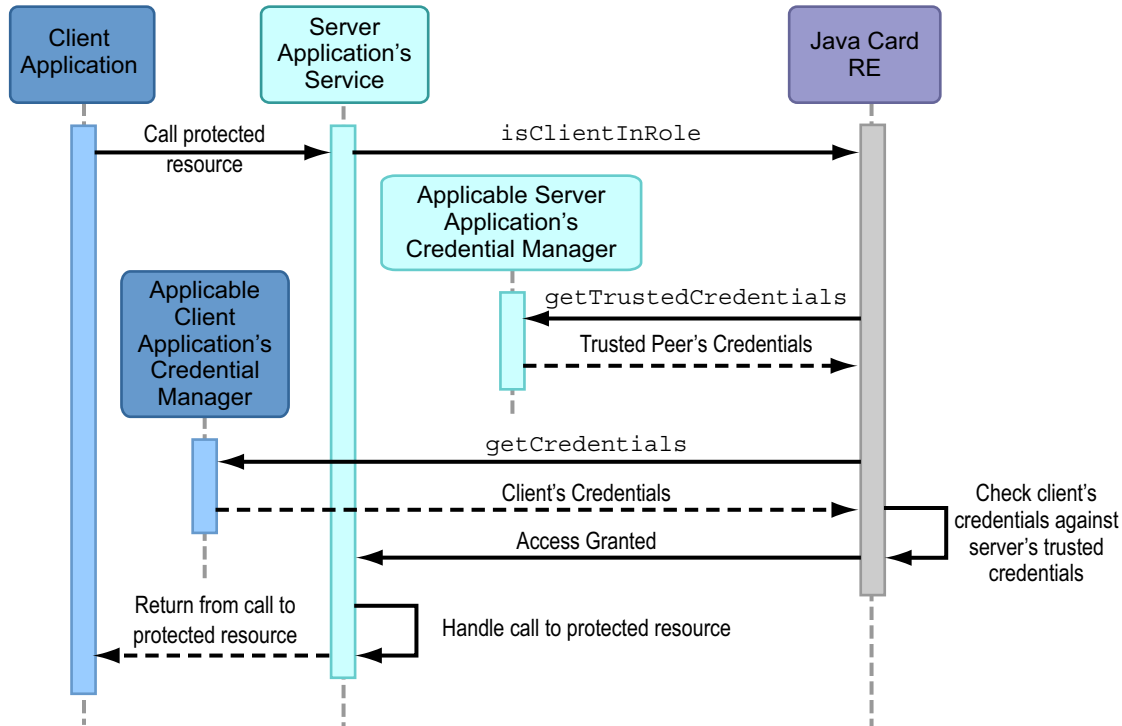 Client
Application
Server
Application’s
Service
Java Card
RE
Call protected
resource
isClientInRole
Applicable Server
Application’s
Credential Manager
Applicable
Client
Application’s
Credential
Manager
getTrustedCredentials
Trusted Peer’s Credentials
getCredentials
Client’s Credentials
Check client’s
credentials against
server’s trusted
credentials
Access Granted
Return from call to
protected resource
Handle call to protected resource